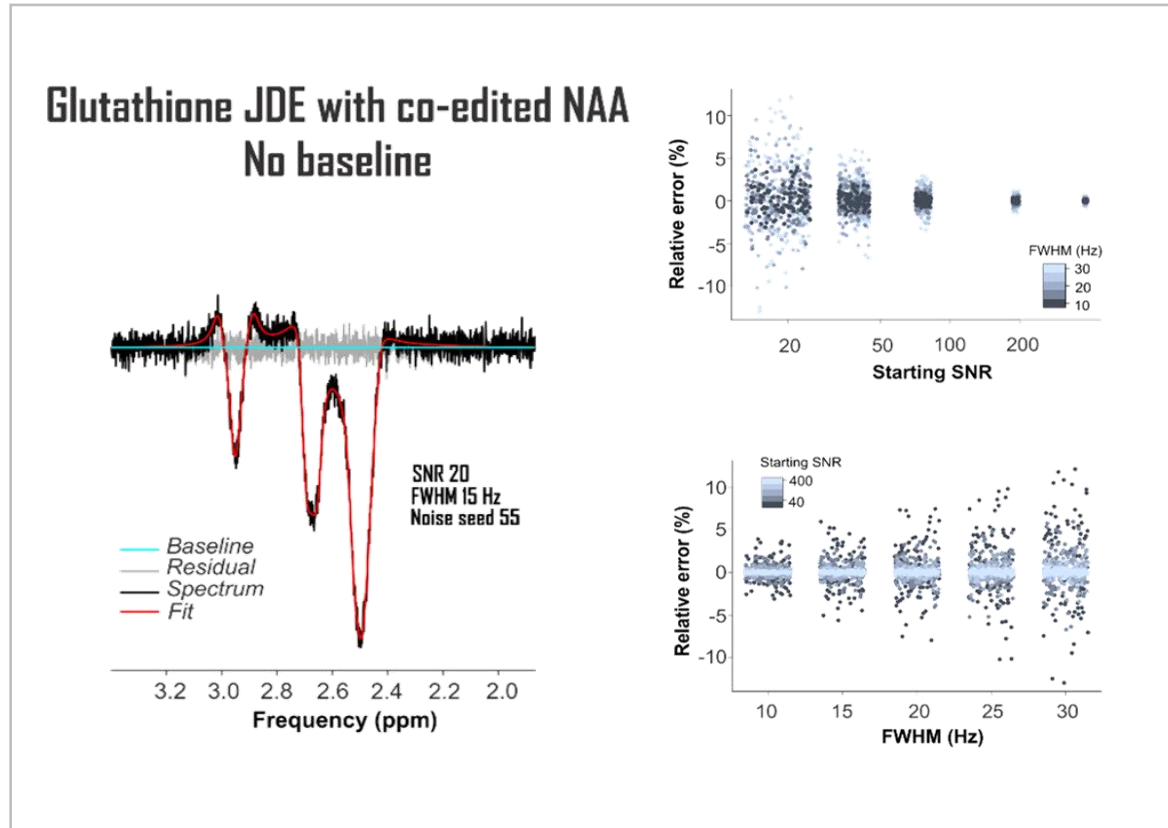 Glutathione JDE with co-edited NAA
No baseline
SNR 20
FWHM 15 Hz
Noise seed 55
Baseline
Residual
Spectrum
Fit
3.2 3.0 2.8 2.6 2.4 2.2 2.0
Frequency (ppm)
Relative error (%)
10
5
0
-5
-10
FWHM (Hz)
30
20
10
20 50 100 200
Starting SNR
Relative error (%)
Starting SNR
400
40
10
5
0
-5
-10
10 15 20 25 30
FWHM (Hz)